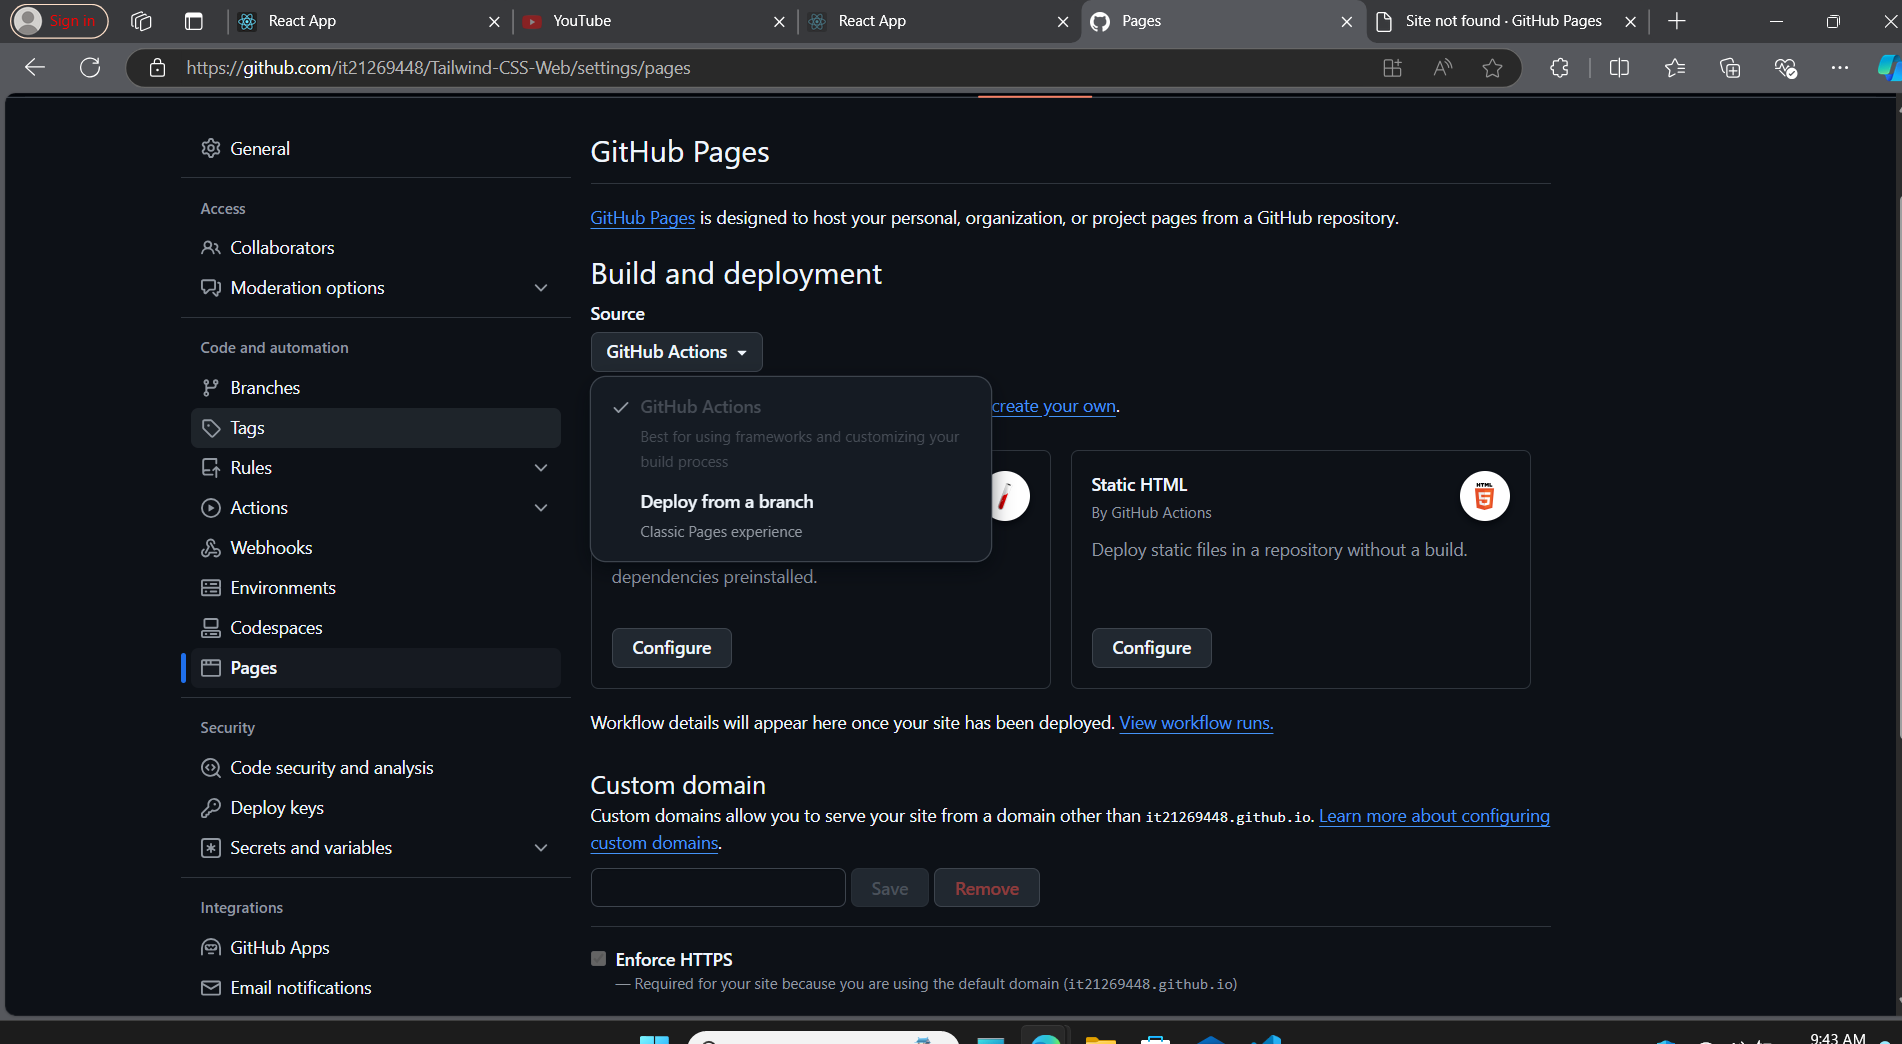 Sign in
React App
YouTube
React App
Pages
Site not found · GitHub Pages
https://github.com/it21269448/Tailwind-CSS-Web/settings/pages
General
Access
Collaborators
Moderation options
Code and automation
Branches
Tags
Rules
Actions
Webhooks
Environments
Codespaces
Pages
Security
Code security and analysis
Deploy keys
Secrets and variables
Integrations
GitHub Apps
Email notifications
GitHub Pages
GitHub Pages is designed to host your personal, organization, or project pages from a GitHub repository.
Build and deployment
Source
GitHub Actions
GitHub Actions
Best for using frameworks and customizing your
build process
Deploy from a branch
Classic Pages experience
create your own.
dependencies preinstalled.
Configure
Static HTML
By GitHub Actions
HTML
5
Deploy static files in a repository without a build.
Configure
Workflow details will appear here once your site has been deployed. View workflow runs.
Custom domain
Custom domains allow you to serve your site from a domain other than it21269448.github.io. Learn more about configuring
custom domains.
Save
Remove
Enforce HTTPS
— Required for your site because you are using the default domain (it21269448.github.io)
9:43 AM